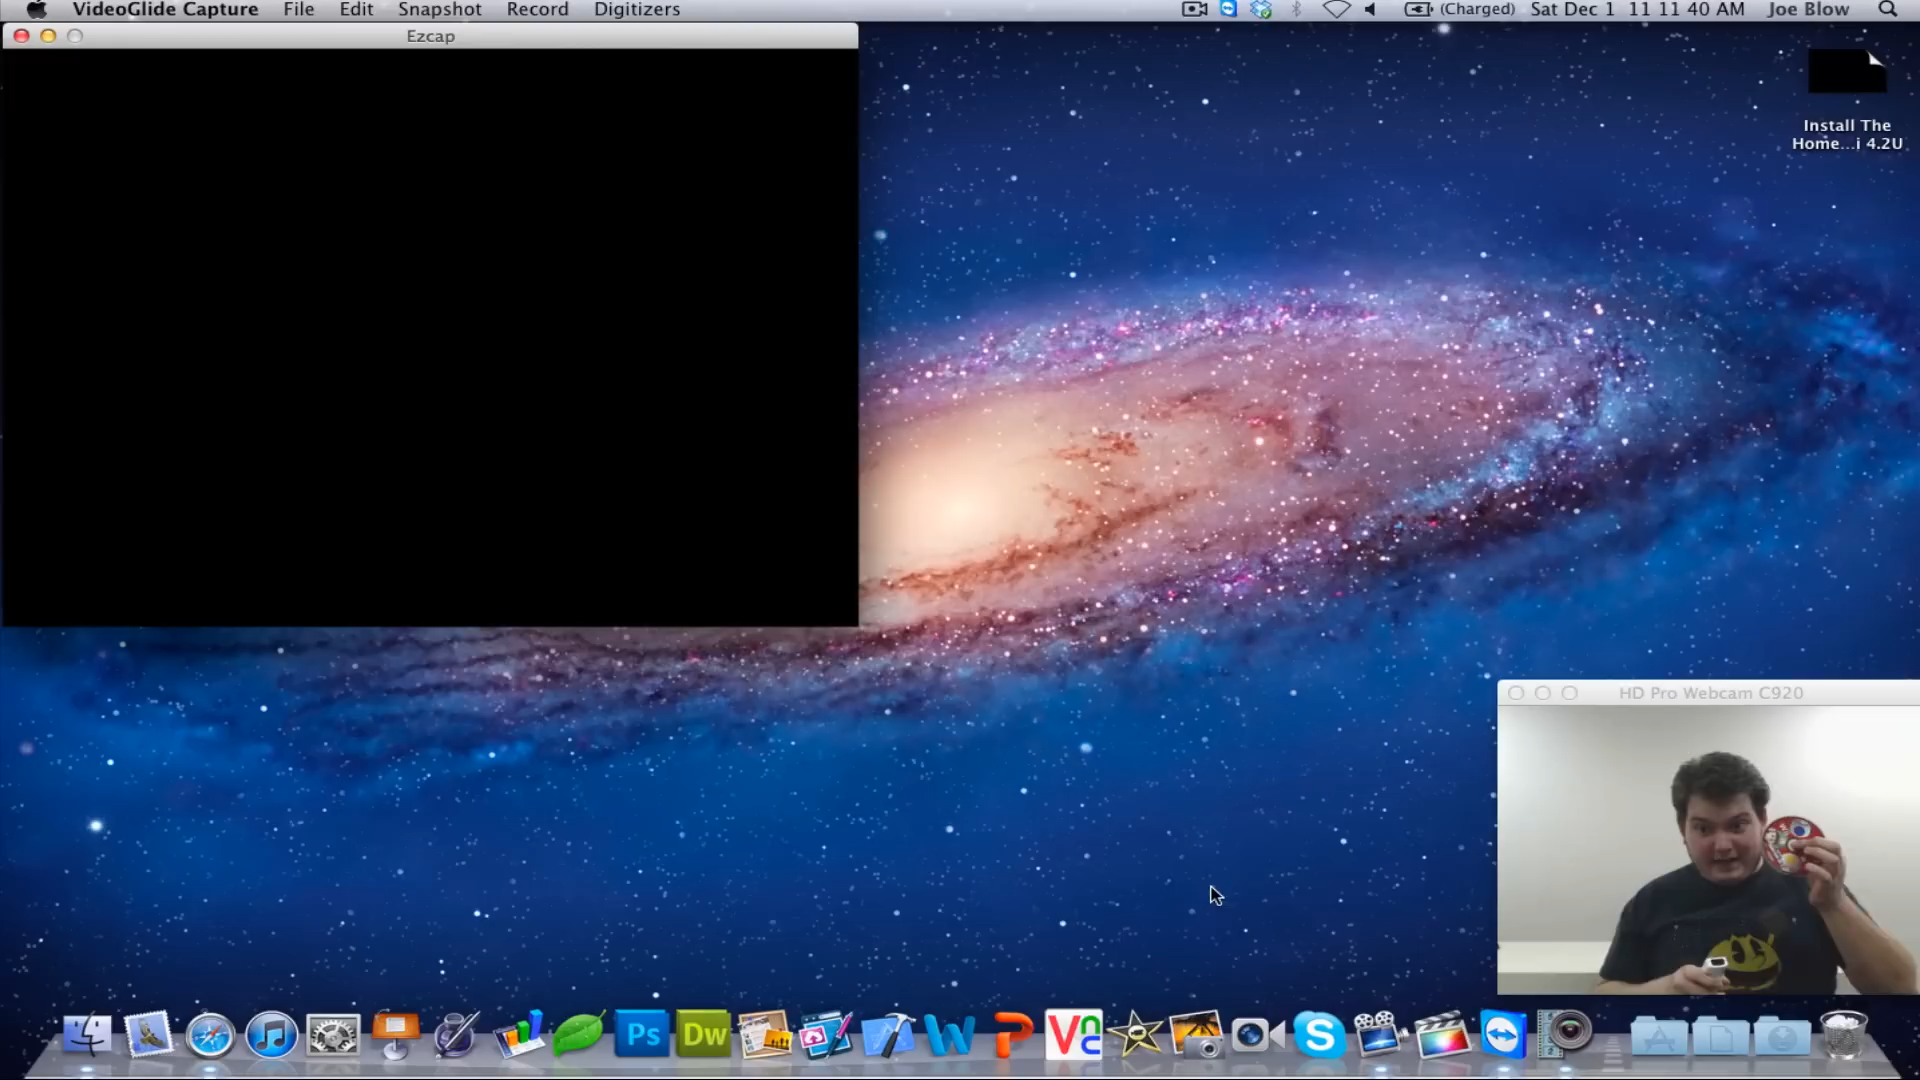 VideoGlide Capture File Edit Snapshot Record Digitizers (Charged) Sat Dec 1 11 11 40 AM Joe Blow
Ezcap
Install The
Home...i 4.2U
HD Pro Webcam C920
Ps Dw W P VNC S